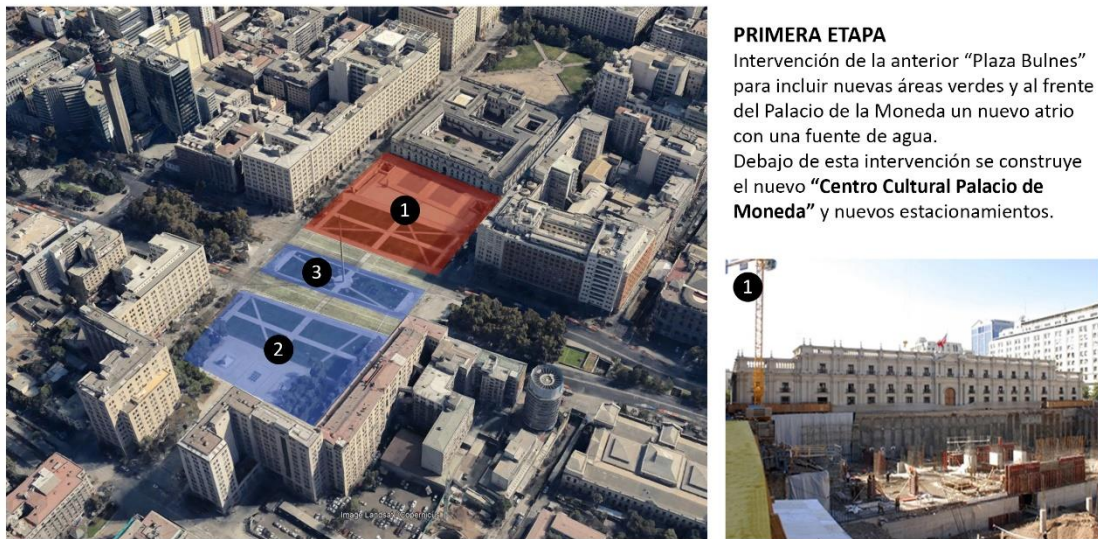 PRIMERA ETAPA
Intervención de la anterior “Plaza Bulnes”
para incluir nuevas áreas verdes y al frente
del Palacio de la Moneda un nuevo atrio
con una fuente de agua.
Debajo de esta intervención se construye
el nuevo “Centro Cultural Palacio de
Moneda” y nuevos estacionamientos.
1
3
2
1
Image Landsat / Copernicus